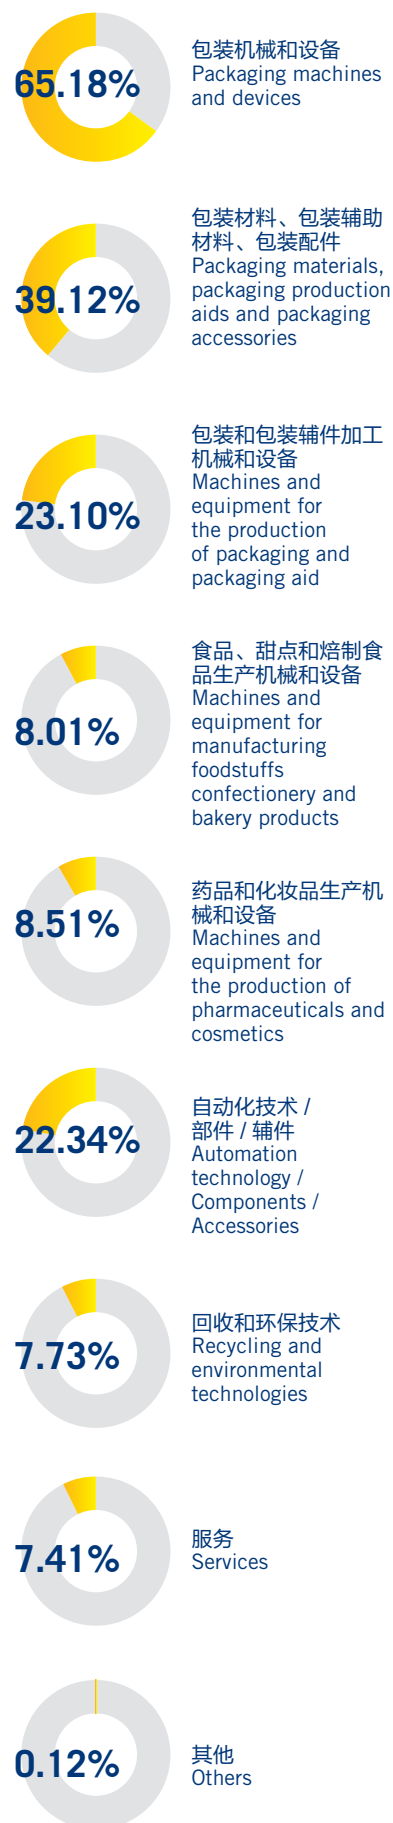 65.18%
包装机械和设备
Packaging machines
and devices
39.12%
包装材料、包装辅助
材料、包装配件
Packaging materials,
packaging production
aids and packaging
accessories
23.10%
包装和包装辅件加工
机械和设备
Machines and
equipment for
the production
of packaging and
packaging aid
8.01%
食品、甜点和焙制食
品生产机械和设备
Machines and
equipment for
manufacturing
foodstuffs
confectionery and
bakery products
8.51%
药品和化妆品生产机
械和设备
Machines and
equipment for
the production of
pharmaceuticals and
cosmetics
22.34%
自动化技术 /
部件 / 辅件
Automation
technology /
Components /
Accessories
7.73%
回收和环保技术
Recycling and
environmental
technologies
7.41%
服务
Services
0.12%
其他
Others